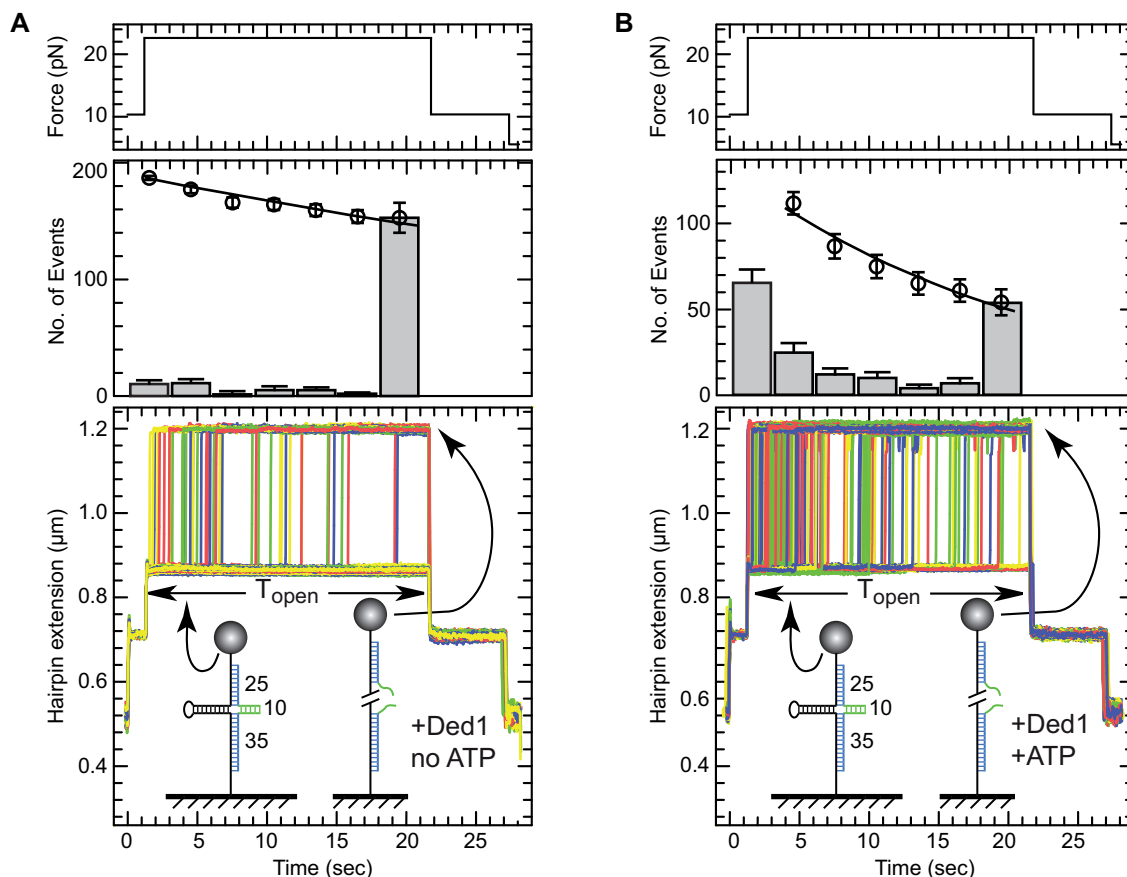 A
Force (pN)
20
10
No. of Events
200
100
0
Hairpin extension (µm)
1.2
1.0
0.8
0.6
0.4
Topen
25
10
35
+Ded1
no ATP
0 5 10 15 20 25
Time (sec)
B
Force (pN)
20
10
No. of Events
100
50
0
Hairpin extension (µm)
1.2
1.0
0.8
0.6
0.4
Topen
25
10
35
+Ded1
+ATP
0 5 10 15 20 25
Time (sec)